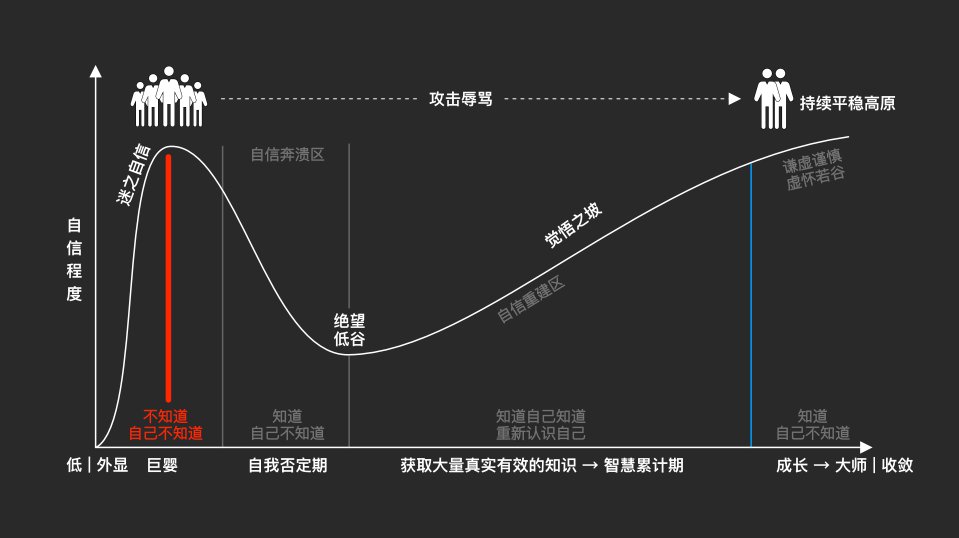 攻击辱骂
持续平稳高原
迷之自信
自信奔溃区
谦虚谨慎
虚怀若谷
觉悟之坡
自信重建区
自
信
程
度
绝望
低谷
不知道
自己不知道
知道
自己不知道
知道自己知道
重新认识自己
知道
自己不知道
低 | 外显
巨婴
自我否定期
获取大量真实有效的知识 → 智慧累计期
成长 → 大师 | 收敛